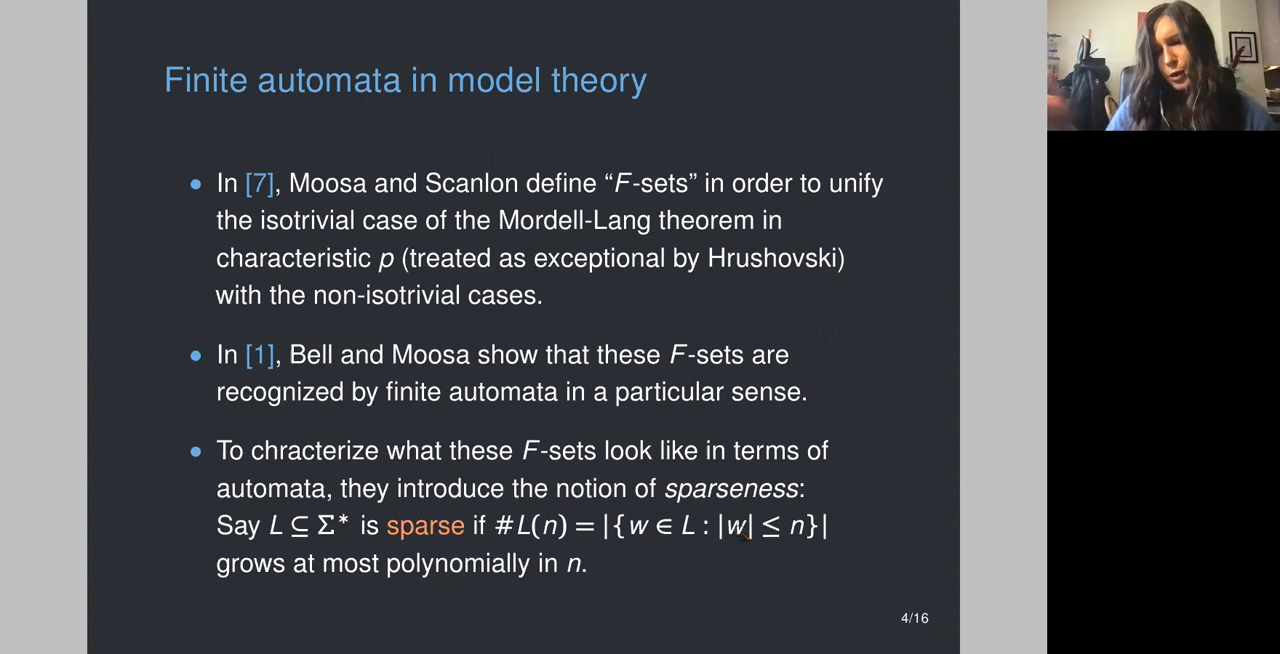 Finite automata in model theory
• In [7], Moosa and Scanlon define “F-sets” in order to unify
the isotrivial case of the Mordell-Lang theorem in
characteristic p (treated as exceptional by Hrushovski)
with the non-isotrivial cases.
• In [1], Bell and Moosa show that these F-sets are
recognized by finite automata in a particular sense.
• To chracterize what these F-sets look like in terms of
automata, they introduce the notion of sparseness:
Say L ⊆ Σ* is sparse if #L(n) = |{w ∈ L : |w| ≤ n}|
grows at most polynomially in n.
4/16